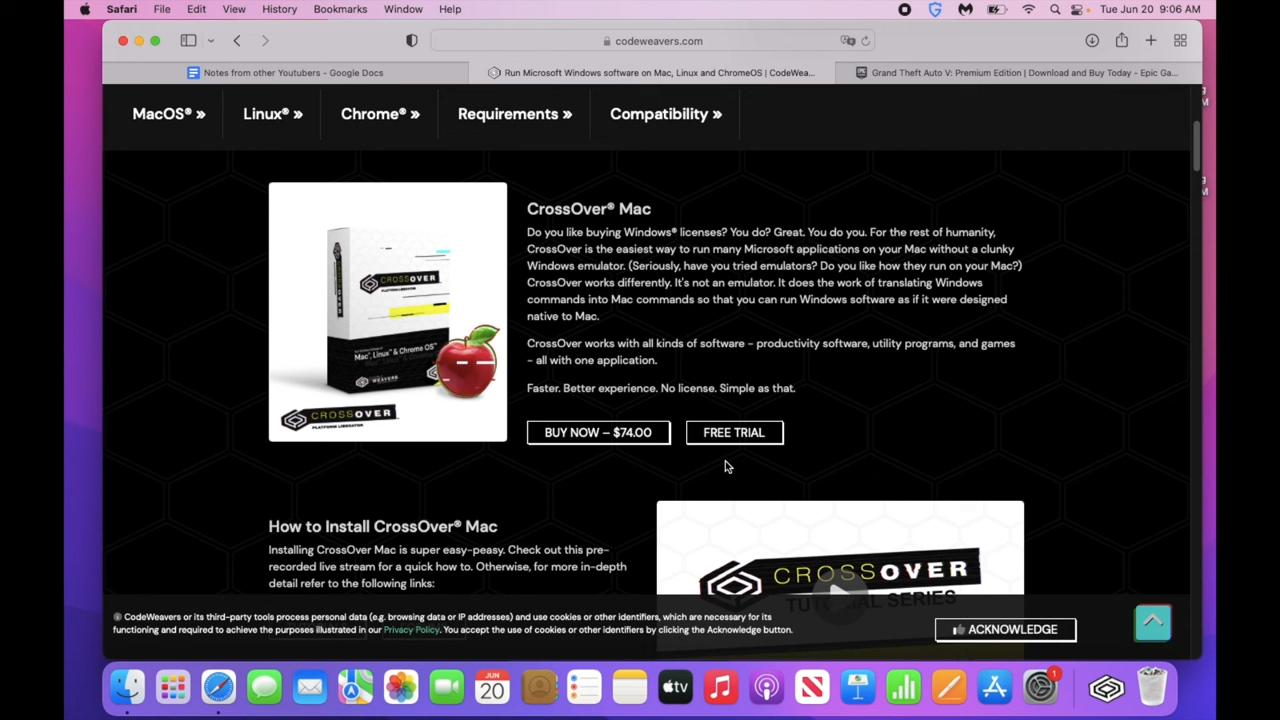 Safari File Edit View History Bookmarks Window Help Tue Jun 20 9:06 AM
codeweavers.com
Notes from other Youtubers - Google Docs
Run Microsoft Windows software on Mac, Linux and ChromeOS | CodeWea...
Grand Theft Auto V: Premium Edition | Download and Buy Today - Epic Ga...
MacOS® » Linux® » Chrome® » Requirements » Compatibility »
CrossOver® Mac
Do you like buying Windows® licenses? You do? Great. You do you. For the rest of humanity,
CrossOver is the easiest way to run many Microsoft applications on your Mac without a clunky
Windows emulator. (Seriously, have you tried emulators? Do you like how they run on your Mac?)
CrossOver works differently. It's not an emulator. It does the work of translating Windows
commands into Mac commands so that you can run Windows software as if it were designed
native to Mac.
CrossOver works with all kinds of software - productivity software, utility programs, and games
- all with one application.
Faster. Better experience. No license. Simple as that.
BUY NOW – $74.00
FREE TRIAL
CROSSOVER
Mac®, Linux® & Chrome OS™
CROSSOVER
PLATFORM LIBERATOR
How to Install CrossOver® Mac
Installing CrossOver Mac is super easy-peasy. Check out this pre-
recorded live stream for a quick how to. Otherwise, for more in-depth
detail refer to the following links:
CROSSOVER
TUTORIAL SERIES
CodeWeavers or its third-party tools process personal data (e.g. browsing data or IP addresses) and use cookies or other identifiers, which are necessary for its
functioning and required to achieve the purposes illustrated in our Privacy Policy. You accept the use of cookies or other identifiers by clicking the Acknowledge button.
ACKNOWLEDGE
JUN
20
tv
1